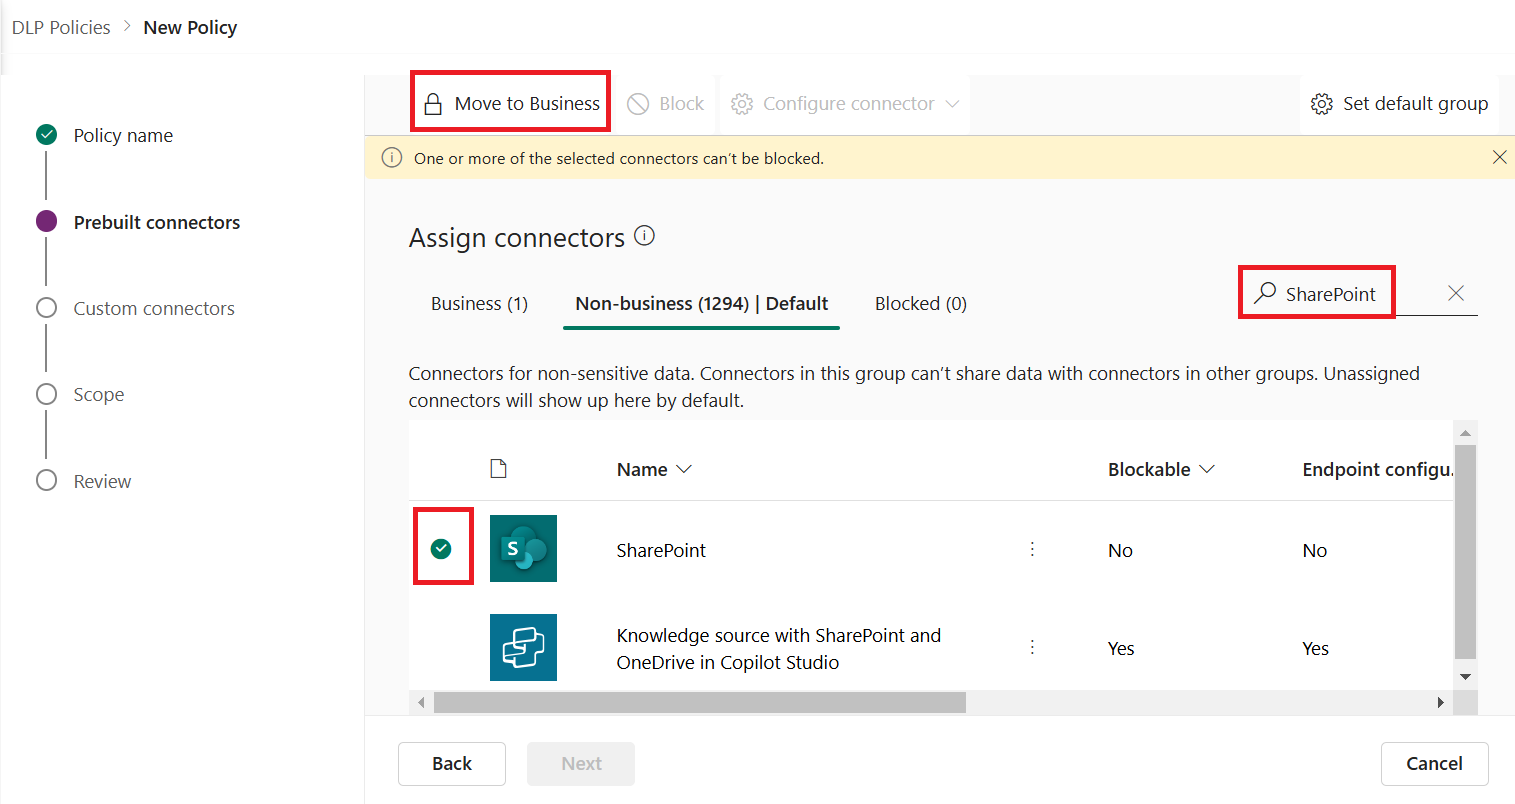 DLP Policies > New Policy
Move to Business
Block
Configure connector
Set default group
One or more of the selected connectors can’t be blocked.
Policy name
Prebuilt connectors
Custom connectors
Scope
Review
Assign connectors
Business (1)
Non-business (1294) | Default
Blocked (0)
SharePoint
Connectors for non-sensitive data. Connectors in this group can’t share data with connectors in other groups. Unassigned
connectors will show up here by default.
Name
Blockable
Endpoint configu.
S
SharePoint
No
No
Knowledge source with SharePoint and
OneDrive in Copilot Studio
Yes
Yes
Back
Next
Cancel